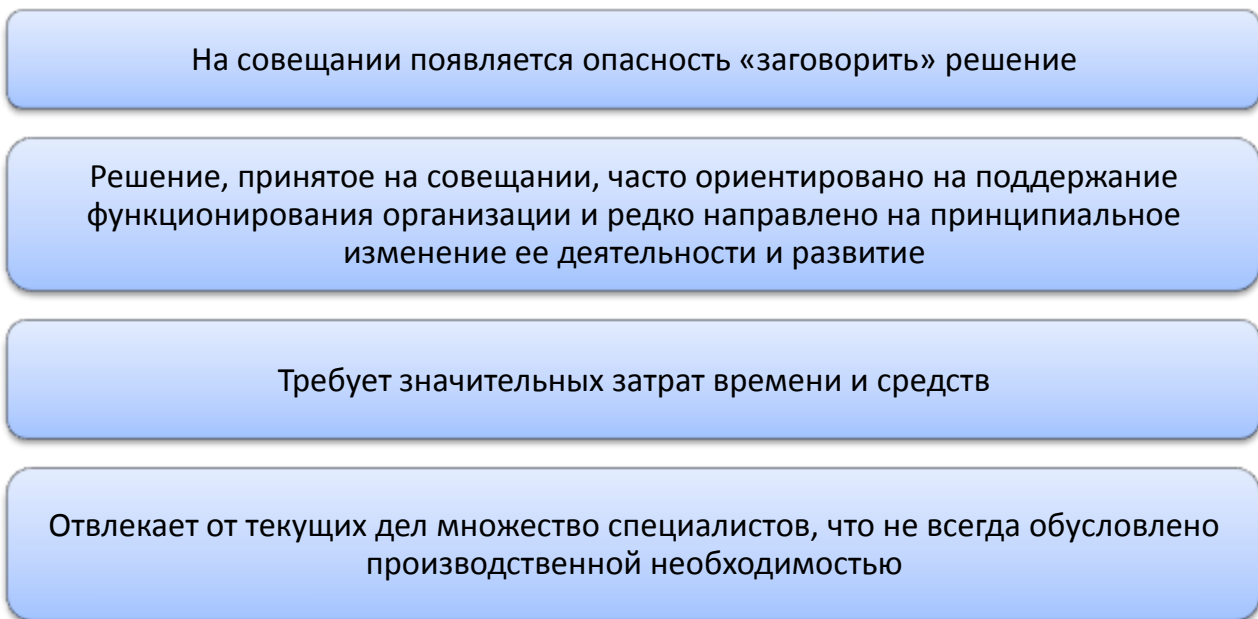 На совещании появляется опасность «заговорить» решение
Решение, принятое на совещании, часто ориентировано на поддержание
функционирования организации и редко направлено на принципиальное
изменение ее деятельности и развитие
Требует значительных затрат времени и средств
Отвлекает от текущих дел множество специалистов, что не всегда обусловлено
производственной необходимостью